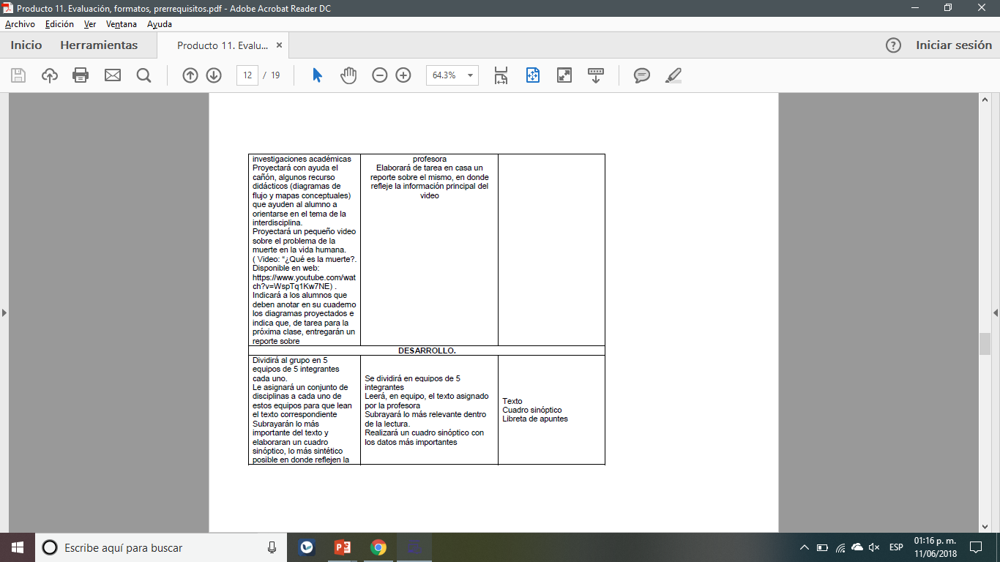 Producto 11. Evaluación, formatos, prerrequisitos.pdf - Adobe Acrobat Reader DC
Archivo Edición Ver Ventana Ayuda
Inicio Herramientas Producto 11. Evalu... × ? Iniciar sesión
12 / 19 64.3%
investigaciones académicas
Proyectará con ayuda el
cañón, algunos recurso
didácticos (diagramas de
flujo y mapas conceptuales)
que ayuden al alumno a
orientarse en el tema de la
interdisciplina.
Proyectará un pequeño video
sobre el problema de la
muerte en la vida humana.
( Video: “¿Qué es la muerte?.
Disponible en web:
https://www.youtube.com/wat
ch?v=WspTq1Kw7NE) .
Indicará a los alumnos que
deben anotar en su cuaderno
los diagramas proyectados e
indica que, de tarea para la
próxima clase, entregarán un
reporte sobre
profesora
Elaborará de tarea en casa un
reporte sobre el mismo, en donde
refleje la información principal del
video
DESARROLLO.
Dividirá al grupo en 5
equipos de 5 integrantes
cada uno.
Le asignará un conjunto de
disciplinas a cada uno de
estos equipos para que lean
el texto correspondiente
Subrayarán lo más
importante del texto y
elaboraran un cuadro
sinóptico, lo más sintético
posible en donde reflejen la
Se dividirá en equipos de 5
integrantes
Leerá, en equipo, el texto asignado
por la profesora
Subrayará lo más relevante dentro
de la lectura.
Realizará un cuadro sinóptico con
los datos más importantes
Texto
Cuadro sinóptico
Libreta de apuntes
Escribe aquí para buscar
ESP
01:16 p. m.
11/06/2018